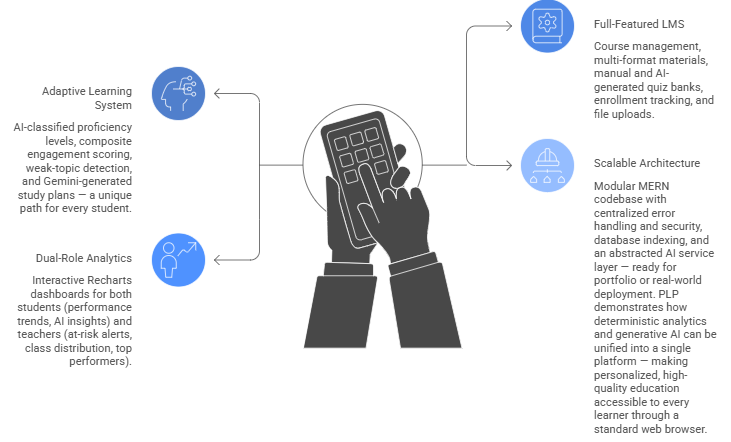 Adaptive Learning
System
AI-classified proficiency
levels, composite
engagement scoring,
weak-topic detection,
and Gemini-generated
study plans — a unique
path for every student.
Dual-Role Analytics
Interactive Recharts
dashboards for both
students (performance
trends, AI insights) and
teachers (at-risk alerts,
class distribution, top
performers).
Full-Featured LMS
Course management,
multi-format materials,
manual and AI-
generated quiz banks,
enrollment tracking, and
file uploads.
Scalable Architecture
Modular MERN
codebase with
centralized error
handling and security,
database indexing, and
an abstracted AI service
layer — ready for
portfolio or real-world
deployment. PLP
demonstrates how
deterministic analytics
and generative AI can be
unified into a single
platform — making
personalized, high-
quality education
accessible to every
learner through a
standard web browser.